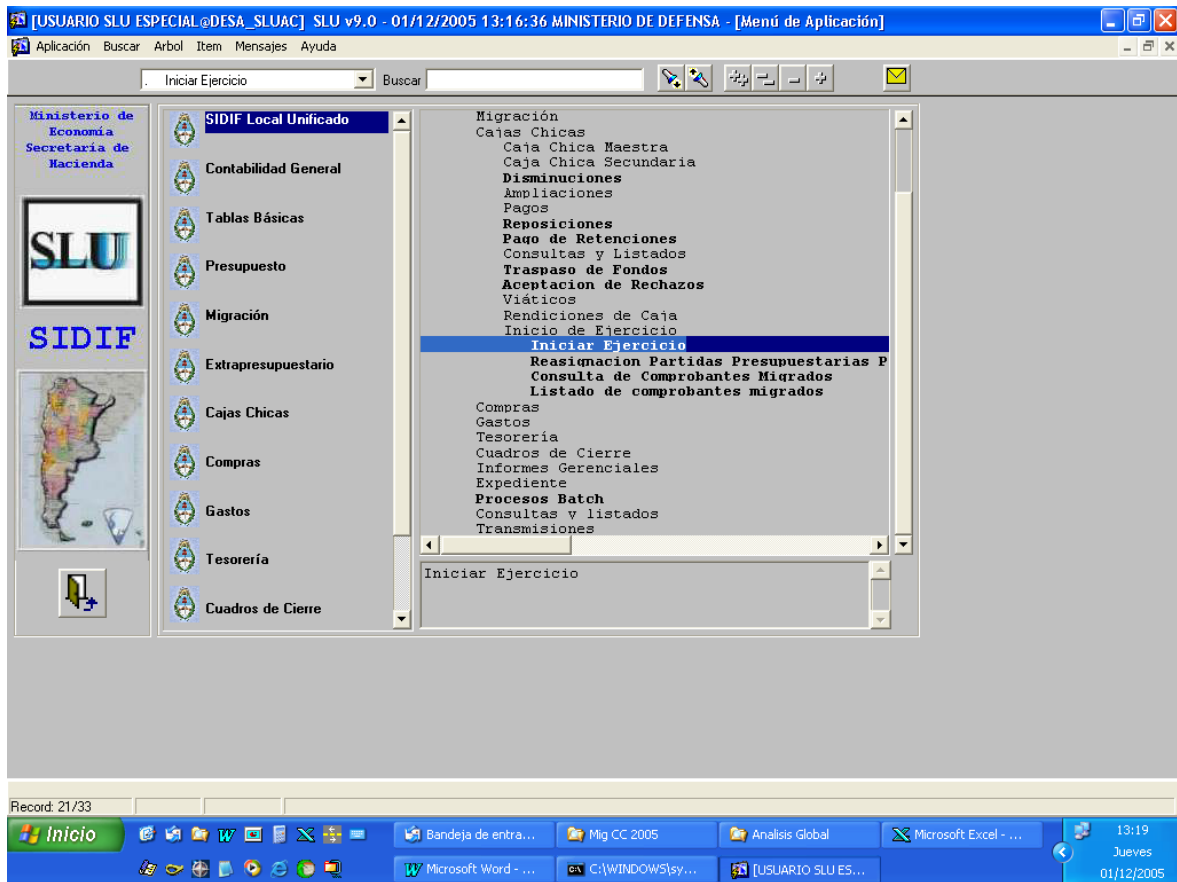 [USUARIO SLU ESPECIAL@DESA_SLUAC] SLU v9.0 - 01/12/2005 13:16:36 MINISTERIO DE DEFENSA - [Menú de Aplicación]
Aplicación Buscar Arbol Item Mensajes Ayuda
. Iniciar Ejercicio Buscar
Ministerio de
Economía
Secretaría de
Hacienda
SLU
SIDIF
SIDIF Local Unificado
Contabilidad General
Tablas Básicas
Presupuesto
Migración
Extrapresupuestario
Cajas Chicas
Compras
Gastos
Tesorería
Cuadros de Cierre
Migración
Cajas Chicas
Caja Chica Maestra
Caja Chica Secundaria
Disminuciones
Ampliaciones
Pagos
Reposiciones
Pago de Retenciones
Consultas y Listados
Traspaso de Fondos
Aceptacion de Rechazos
Viáticos
Rendiciones de Caja
Inicio de Ejercicio
Iniciar Ejercicio
Reasignacion Partidas Presupuestarias P
Consulta de Comprobantes Migrados
Listado de comprobantes migrados
Compras
Gastos
Tesorería
Cuadros de Cierre
Informes Gerenciales
Expediente
Procesos Batch
Consultas y listados
Transmisiones
Iniciar Ejercicio
Record: 21/33
Inicio
Bandeja de entra...
Mig CC 2005
Analisis Global
Microsoft Excel - ...
13:19
Microsoft Word - ...
C:\WINDOWS\sy...
[USUARIO SLU ES...
Jueves
01/12/2005